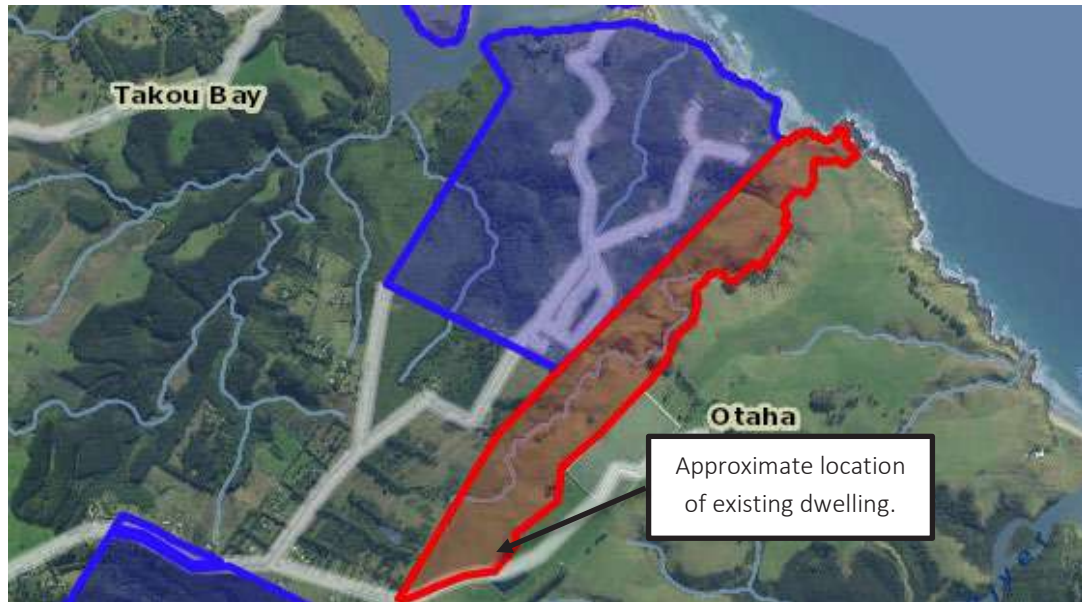 Takou Bay
Otaha
Approximate location
of existing dwelling.